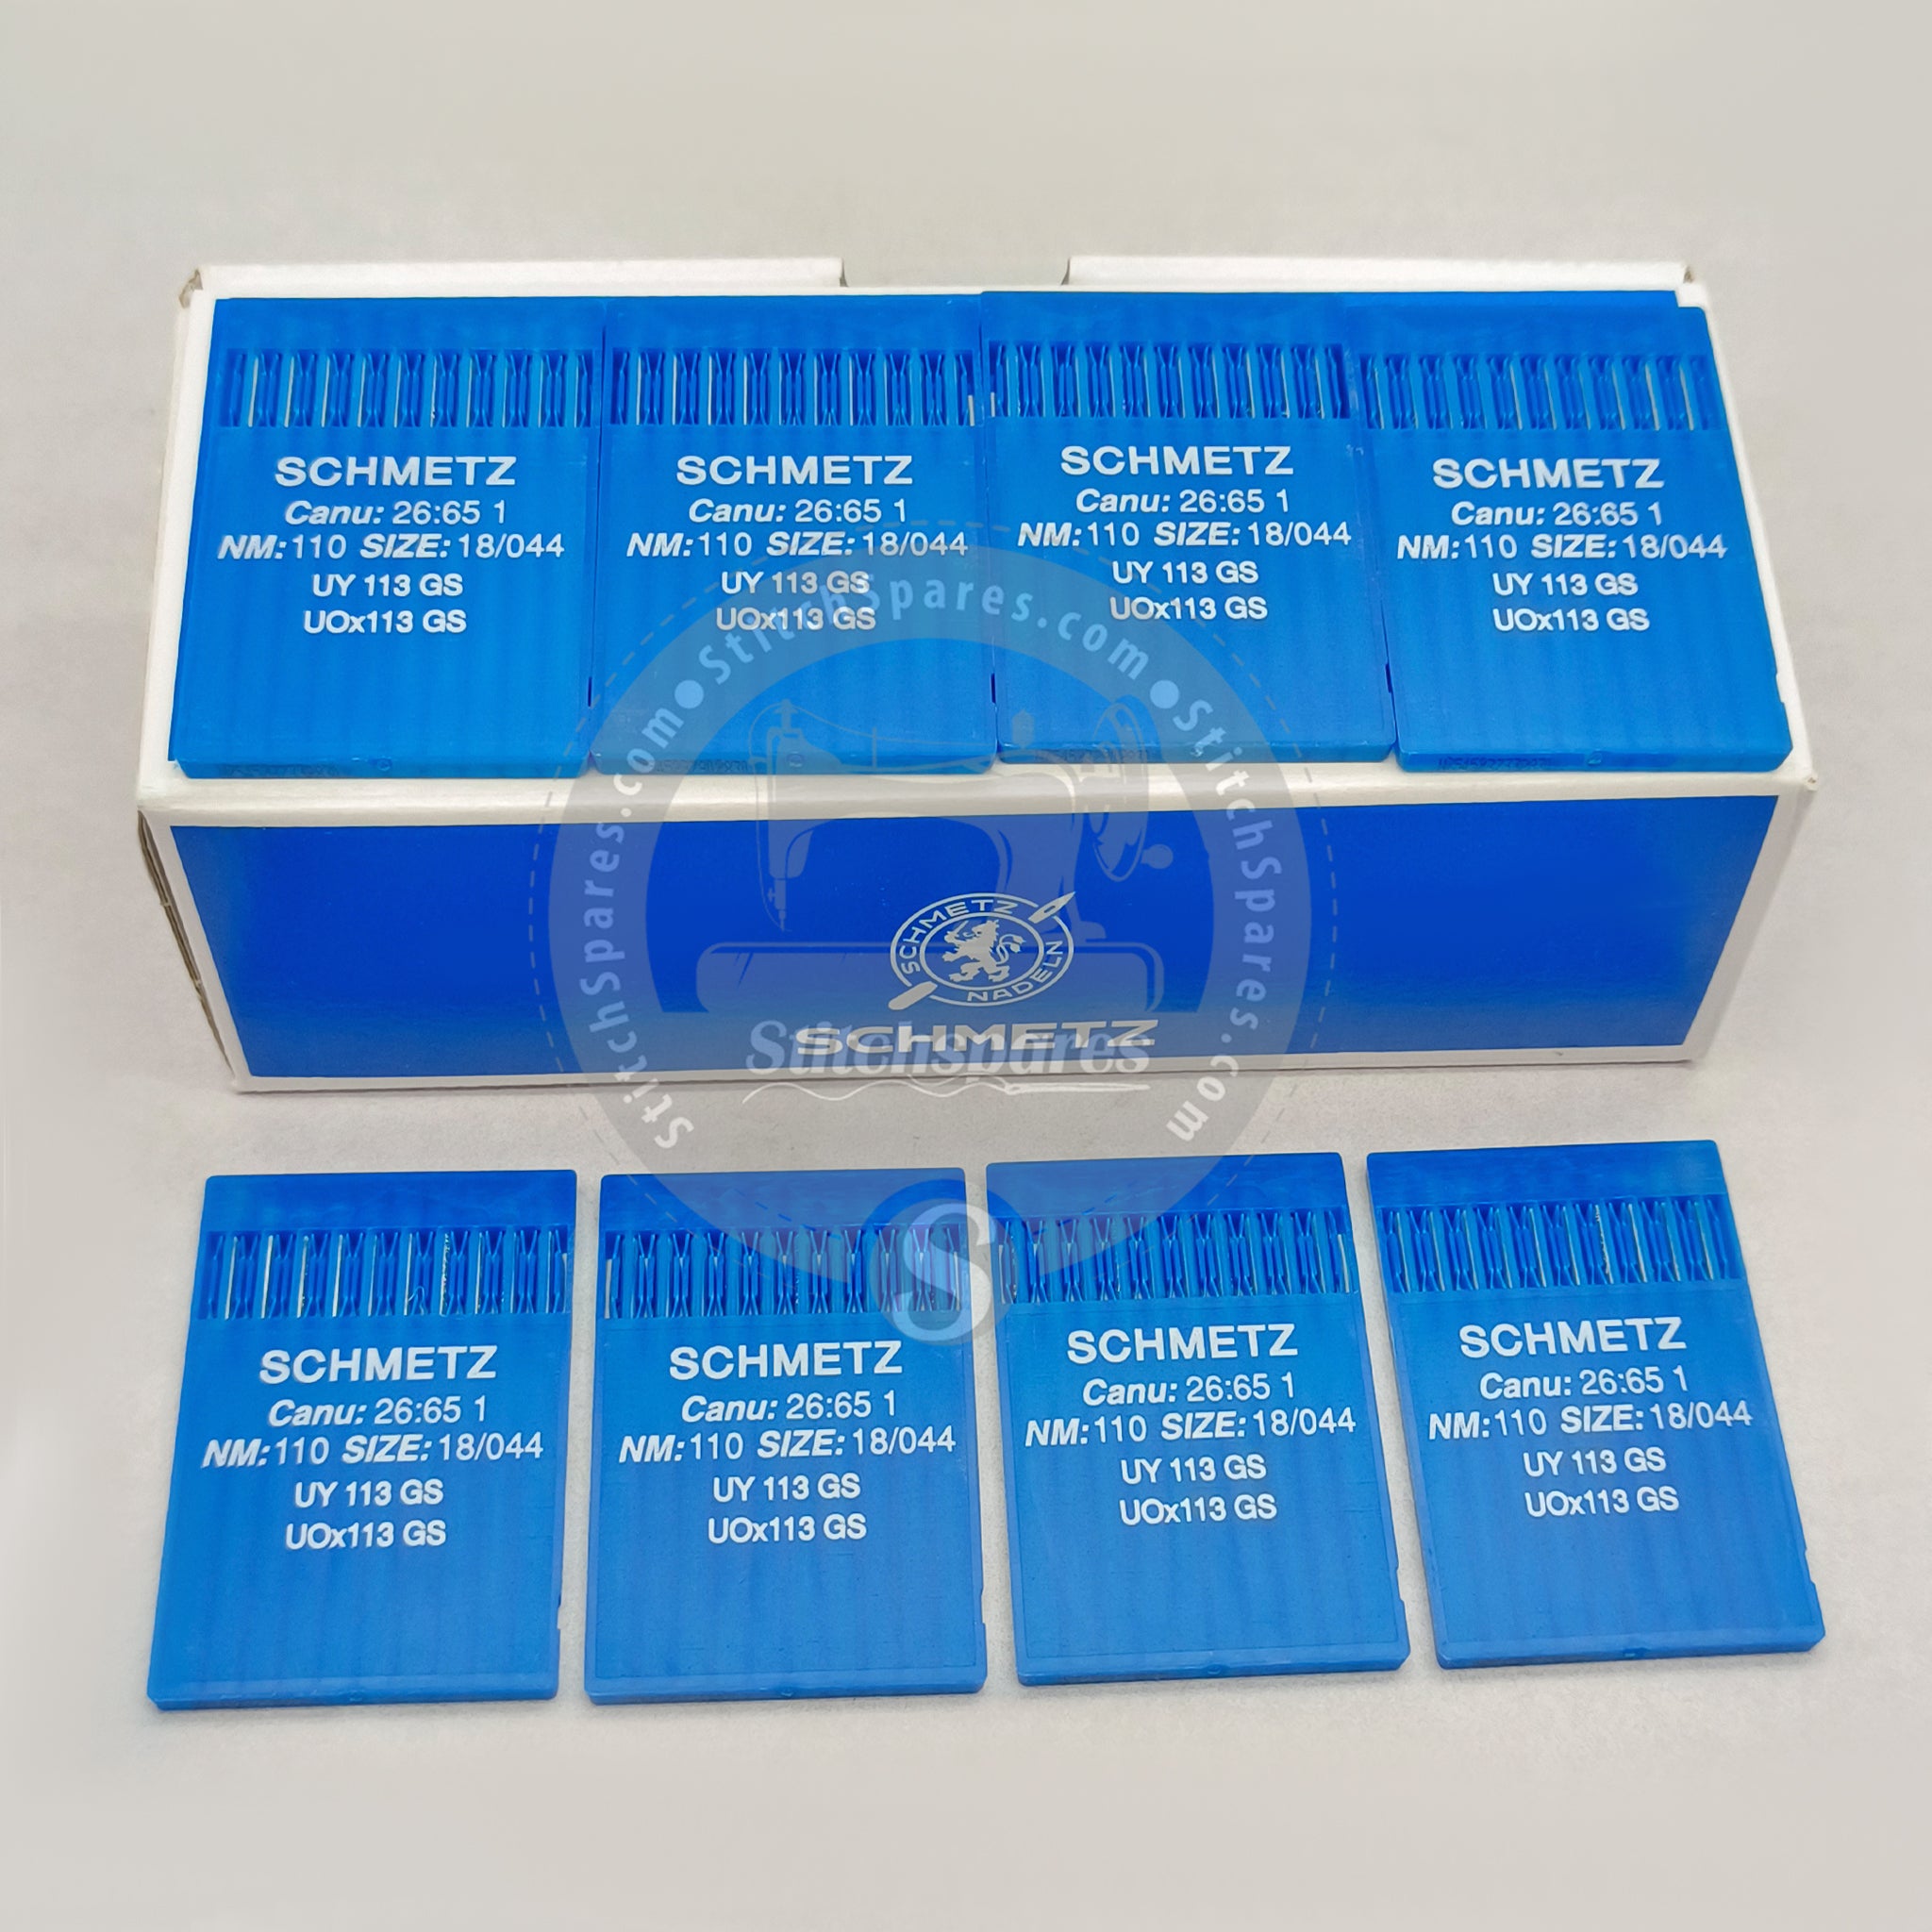 SCHMETZ
Canu: 26:65 1
NM:110 SIZE:18/044
UY 113 GS
UOx113 GS
SCHMETZ
Canu: 26:65 1
NM:110 SIZE:18/044
UY 113 GS
UOx113 GS
SCHMETZ
Canu: 26:65 1
NM:110 SIZE:18/044
UY 113 GS
UOx113 GS
SCHMETZ
Canu: 26:65 1
NM:110 SIZE:18/044
UY 113 GS
UOx113 GS
StitchSpares.com
StitchSpares.com
StitchSpares.com
SCHMETZ
NADELN
SCHMETZ
Stitchspares
S
SCHMETZ
Canu: 26:65 1
NM:110 SIZE:18/044
UY 113 GS
UOx113 GS
SCHMETZ
Canu: 26:65 1
NM:110 SIZE:18/044
UY 113 GS
UOx113 GS
SCHMETZ
Canu: 26:65 1
NM:110 SIZE:18/044
UY 113 GS
UOx113 GS
SCHMETZ
Canu: 26:65 1
NM:110 SIZE:18/044
UY 113 GS
UOx113 GS